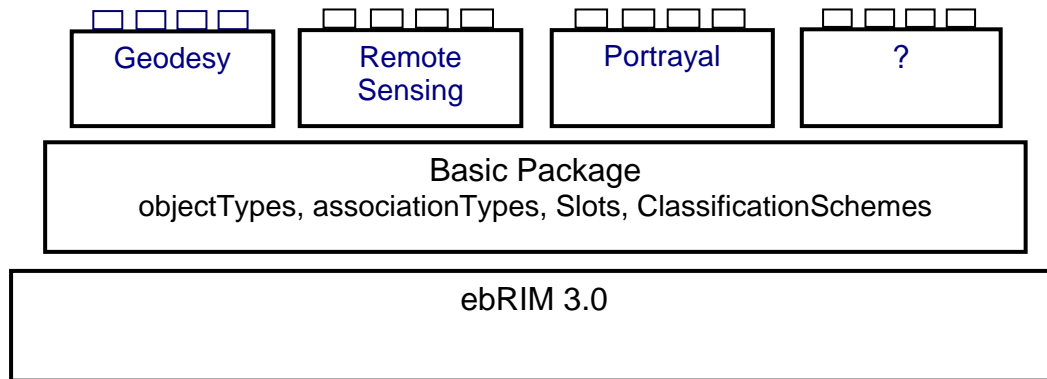 Geodesy
Remote
Sensing
Portrayal
?
Basic Package
objectTypes, associationTypes, Slots, ClassificationSchemes
ebRIM 3.0